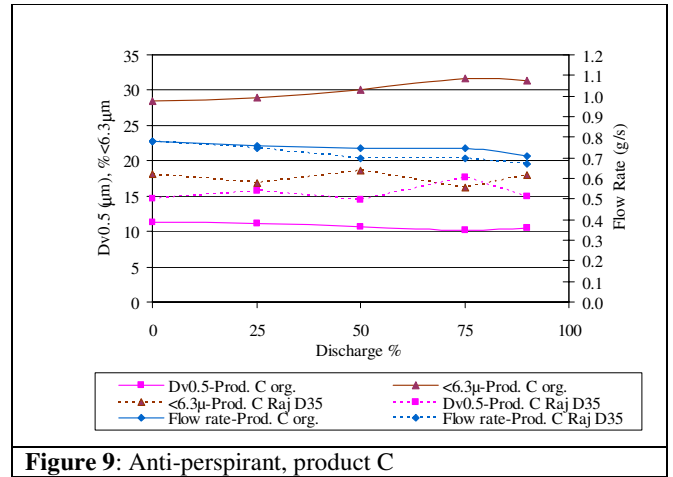 35
30
25
20
15
10
5
0
Dv0.5 (µm), %<6.3µm
1.2
1.1
1.0
0.9
0.8
0.7
0.6
0.5
0.4
0.3
0.2
0.1
0.0
Flow Rate (g/s)
0 25 50 75 100
Discharge %
Dv0.5-Prod. C org. <6.3µ-Prod. C org.
<6.3µ-Prod. C Raj D35 Dv0.5-Prod. C Raj D35
Flow rate-Prod. C org. Flow rate-Prod. C Raj D35
Figure 9: Anti-perspirant, product C